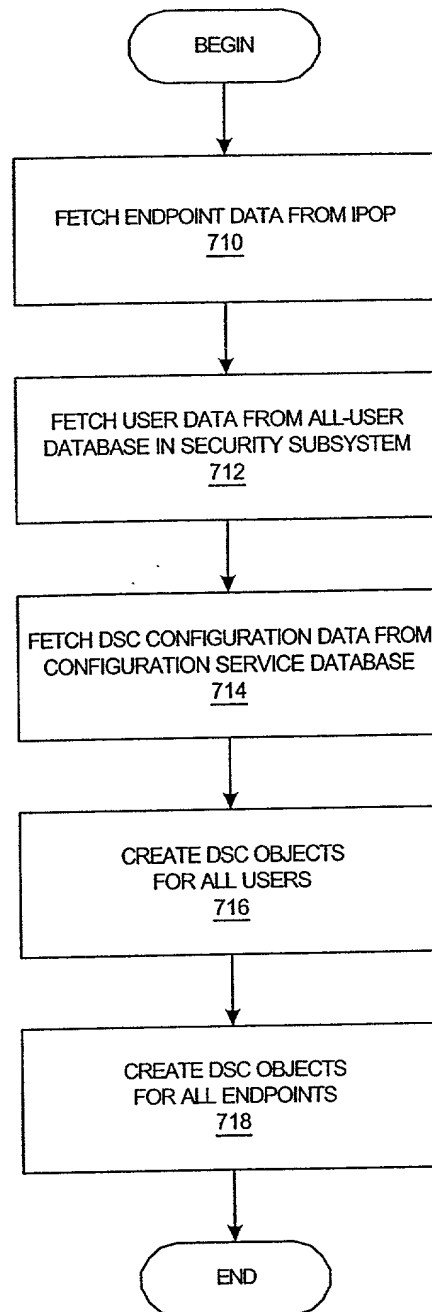 BEGIN
FETCH ENDPOINT DATA FROM IPOP
710
FETCH USER DATA FROM ALL-USER
DATABASE IN SECURITY SUBSYSTEM
712
FETCH DSC CONFIGURATION DATA FROM
CONFIGURATION SERVICE DATABASE
714
CREATE DSC OBJECTS
FOR ALL USERS
716
CREATE DSC OBJECTS
FOR ALL ENDPOINTS
718
END